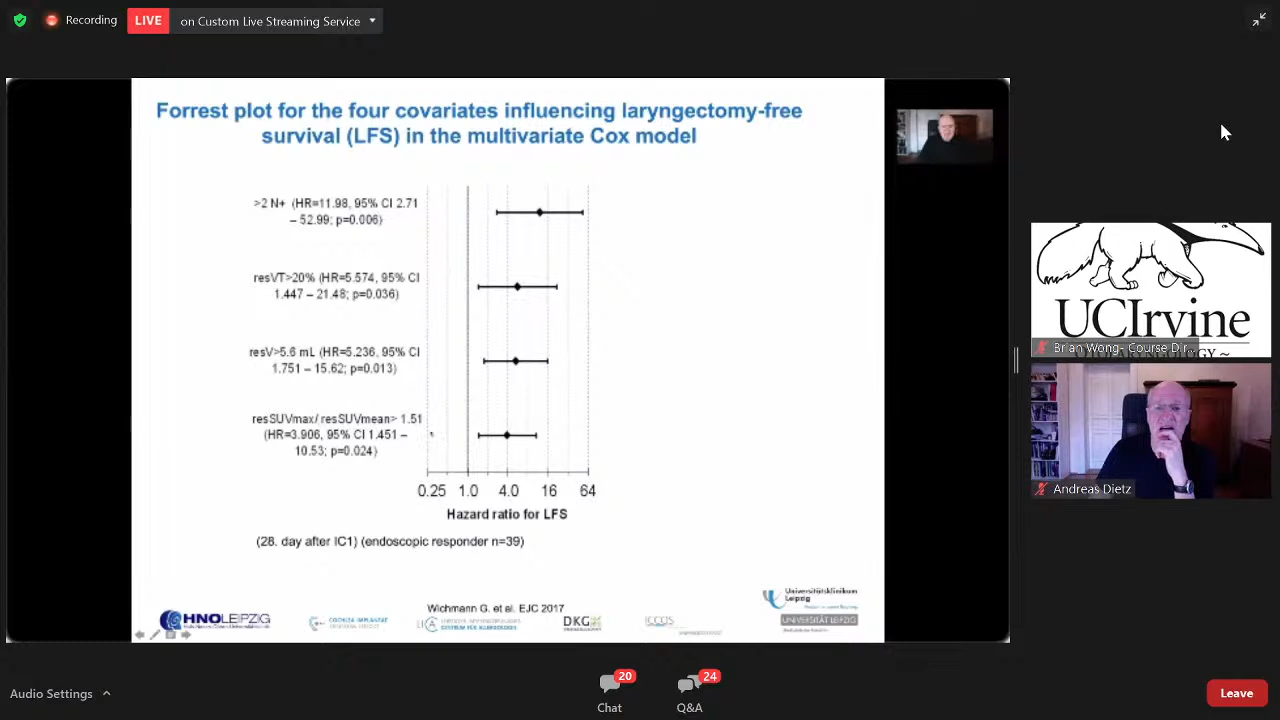 Recording
LIVE
on Custom Live Streaming Service
Forrest plot for the four covariates influencing laryngectomy-free
survival (LFS) in the multivariate Cox model
>2 N+ (HR=11.98, 95% CI 2.71
– 52.99; p=0.006)
resVT>20% (HR=5.574, 95% CI
1.447 – 21.48; p=0.036)
resV>5.6 mL (HR=5.236, 95% CI
1.751 – 15.62; p=0.013)
resSUVmax/ resSUVmean> 1.51
(HR=3.906, 95% CI 1.451 –
10.53; p=0.024)
0.25 1.0 4.0 16 64
Hazard ratio for LFS
(28. day after IC1) (endoscopic responder n=39)
Wichmann G. et al. EJC 2017
HNOLEIPZIG
DKG
Universitätsklinikum
Leipzig
UNIVERSITÄT LEIPZIG
UCIrvine
Brian Wong- Course Dir
Andreas Dietz
Audio Settings
20
Chat
24
Q&A
Leave